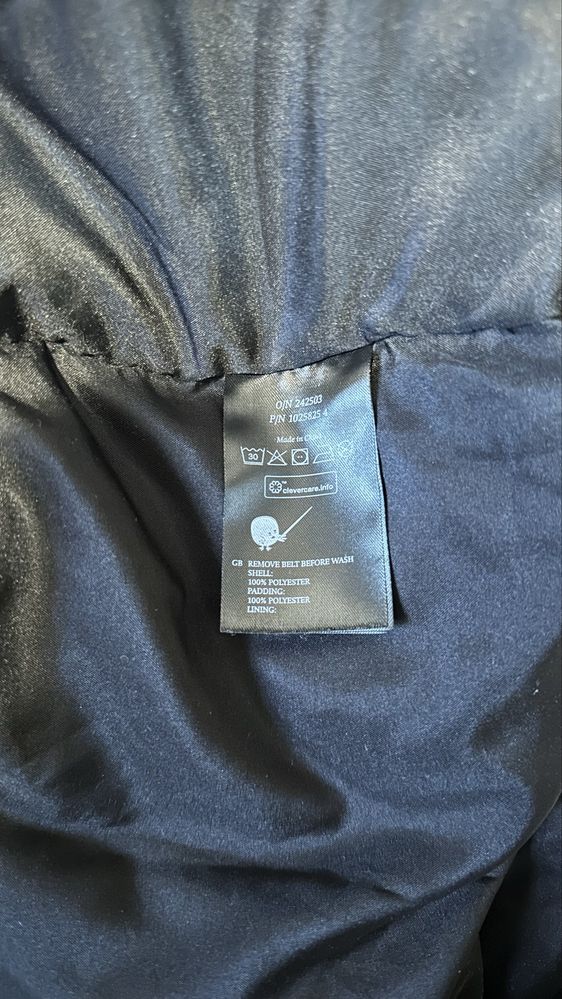 O/N 242503
P/N 1025825 4
Made in China
30
clevercare.info
GB REMOVE BELT BEFORE WASH
SHELL:
100% POLYESTER
PADDING:
100% POLYESTER
LINING: